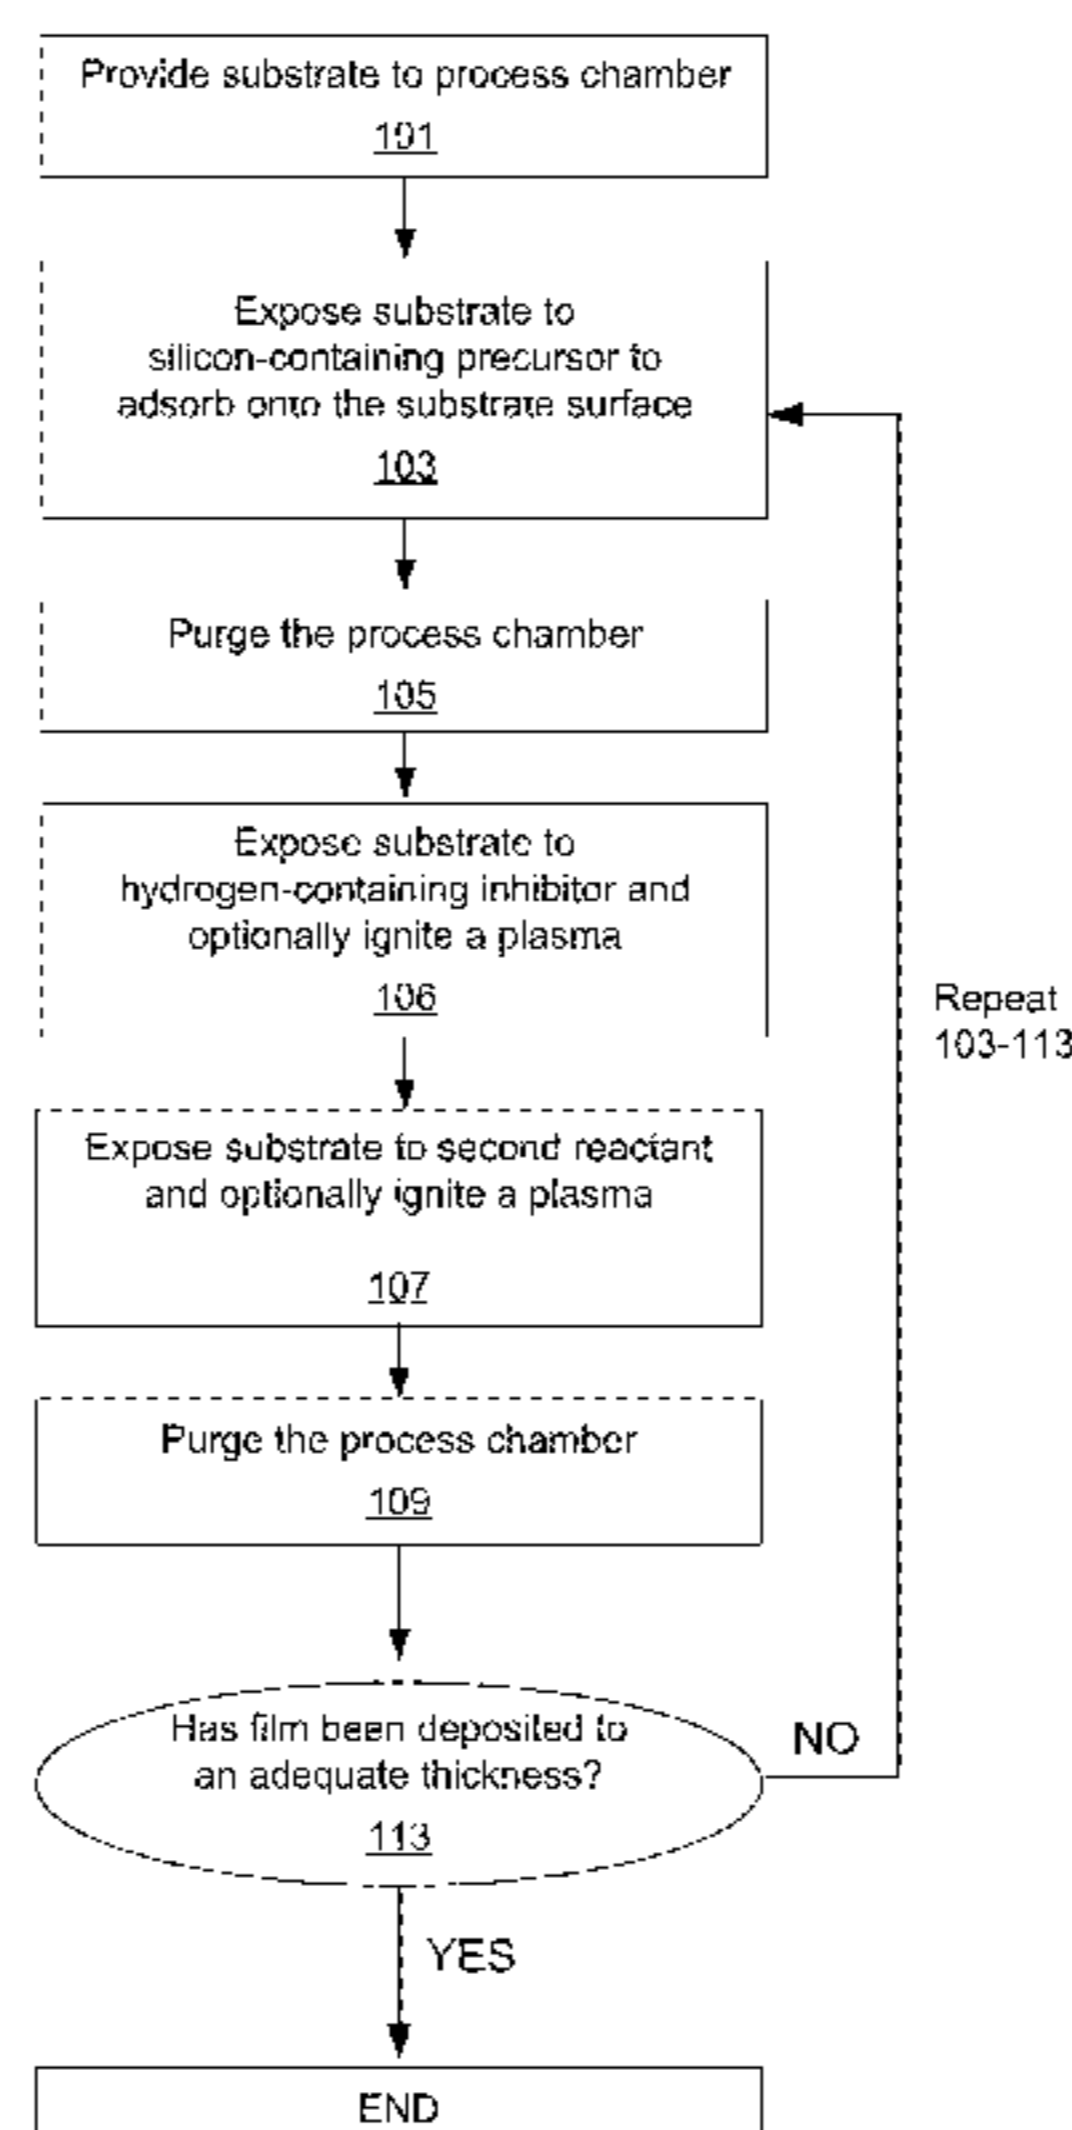 Provide substrate to process chamber
101
Expose substrate to
silicon-containing precursor to
adsorb onto the substrate surface
103
Purge the process chamber
105
Expose substrate to
hydrogen-containing inhibitor and
optionally ignite a plasma
106
Repeat
103-113
Expose substrate to second reactant
and optionally ignite a plasma
107
Purge the process chamber
109
Has film been deposited to
an adequate thickness?
113
NO
YES
END